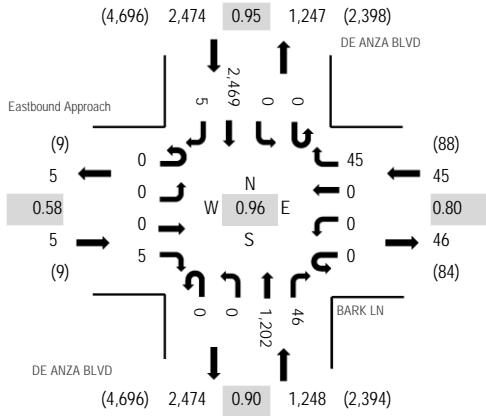 (4,696) 2,474 0.95 1,247 (2,398)
DE ANZA BLVD
5 2,469 0 0
Eastbound Approach
(9)
5
0.58
5
(9)
0
0
0
5
N
W 0.96 E
S
45
0
0
0
(88)
45
0.80
46
(84)
0 0 1,202 46
BARK LN
DE ANZA BLVD
(4,696) 2,474 0.90 1,248 (2,394)